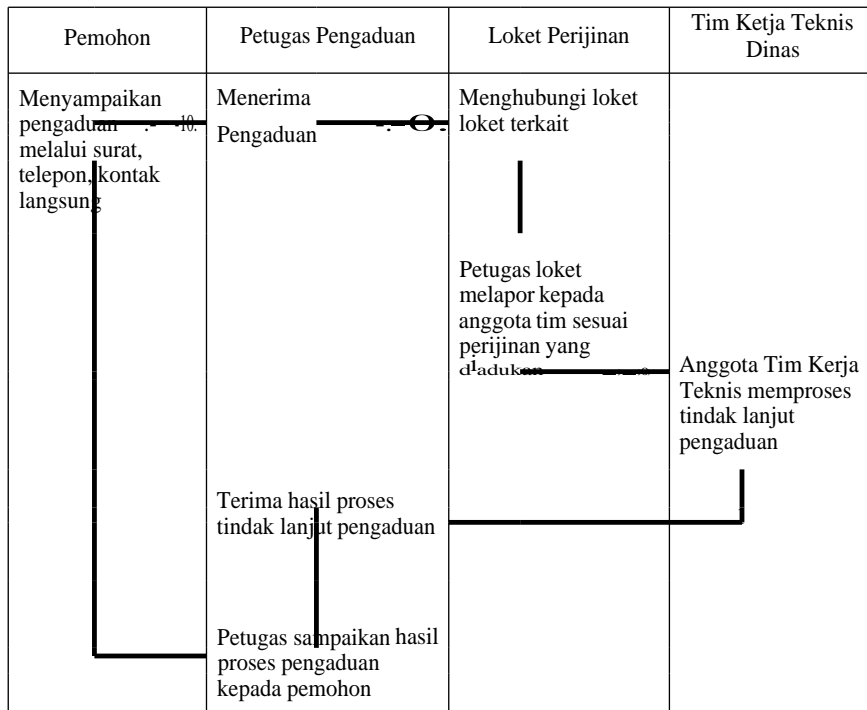 Pemohon
Petugas Pengaduan
Loket Perijinan
Tim Ketja Teknis
Dinas
Menyampaikan
pengaduan
melalui surat,
telepon, kontak
langsung
Menerima
Pengaduan
Menghubungi loket
loket terkait
Petugas loket
melapor kepada
anggota tim sesuai
perijinan yang
diadukan
Anggota Tim Kerja
Teknis memproses
tindak lanjut
pengaduan
Terima hasil proses
tindak lanjut pengaduan
Petugas sampaikan hasil
proses pengaduan
kepada pemohon